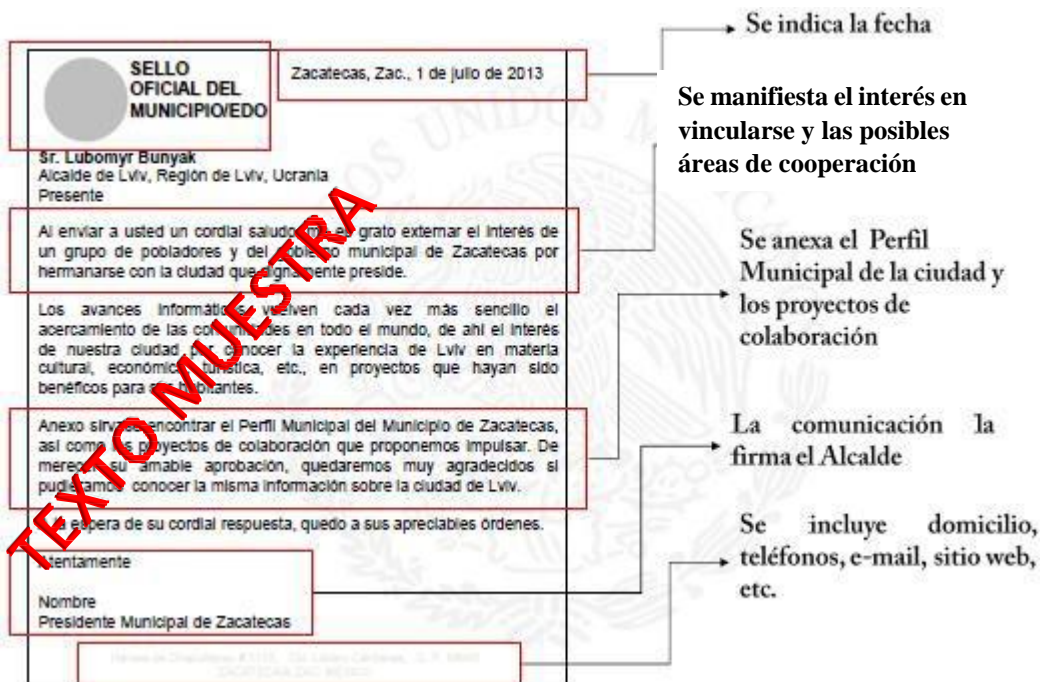 SELLO
OFICIAL DEL
MUNICIPIO/EDO
Zacatecas, Zac., 1 de julio de 2013
Sr. Lubomyr Bunyak
Alcalde de Lviv, Región de Lviv, Ucrania
Presente
Al enviar a usted un cordial saludo, me es grato externar el interés de
un grupo de pobladores y del gobierno municipal de Zacatecas por
hermanarse con la ciudad que dignamente preside.
Los avances informáticos vuelven cada vez más sencillo el
acercamiento de las comunidades en todo el mundo, de ahí el interés
de nuestra ciudad por conocer la experiencia de Lviv en materia
cultural, económica, turística, etc., en proyectos que hayan sido
benéficos para sus habitantes.
Anexo sírvase encontrar el Perfil Municipal del Municipio de Zacatecas,
así como los proyectos de colaboración que proponemos impulsar. De
merecer su amable aprobación, quedaremos muy agradecidos si
pudiéramos conocer la misma información sobre la ciudad de Lviv.
espera de su cordial respuesta, quedo a sus apreciables órdenes.
Atentamente
Nombre
Presidente Municipal de Zacatecas
TEXTO MUESTRA
UNIDOS
Se indica la fecha
Se manifiesta el interés en
vincularse y las posibles
áreas de cooperación
Se anexa el Perfil
Municipal de la ciudad y
los proyectos de
colaboración
La comunicación la
firma el Alcalde
Se incluye domicilio,
teléfonos, e-mail, sitio web,
etc.